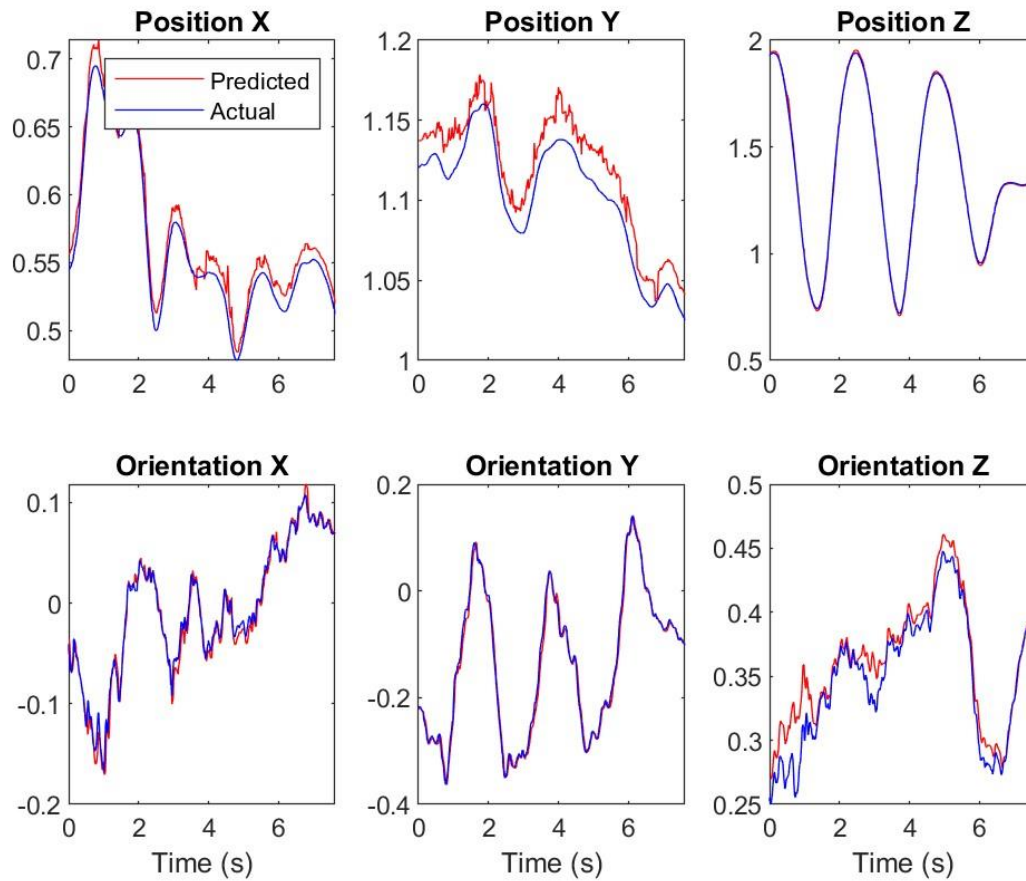 Position X
0.7
0.65
0.6
0.55
0.5
0 2 4 6
Predicted
Actual
Position Y
1.2
1.15
1.1
1.05
1
0 2 4 6
Position Z
2
1.5
1
0.5
0 2 4 6
Orientation X
0.1
0
-0.1
-0.2
0 2 4 6
Time (s)
Orientation Y
0.2
0
-0.2
-0.4
0 2 4 6
Time (s)
Orientation Z
0.5
0.45
0.4
0.35
0.3
0.25
0 2 4 6
Time (s)